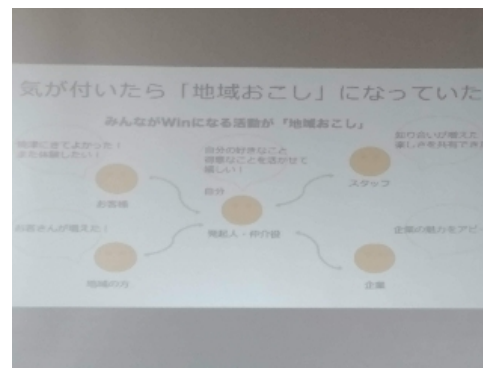 気が付いたら「地域おこし」になっていた
みんながWinになる活動が「地域おこし」
焼津にきてよかった！
また体験したい！
お客様
自分の好きなこと
得意なことを活かせて
嬉しい！
自分
発起人・仲介役
知り合いが増えた！
楽しさを共有でき
スタッフ
お客さんが増えた！
地域の方
企業の魅力をアピー
企業